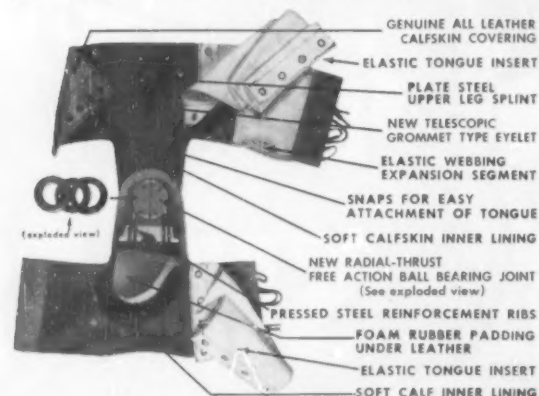 GENUINE ALL LEATHER
CALFSKIN COVERING
ELASTIC TONGUE INSERT
PLATE STEEL
UPPER LEG SPLINT
NEW TELESCOPIC
GROMMET TYPE EYELET
ELASTIC WEBBING
EXPANSION SEGMENT
SNAPS FOR EASY
ATTACHMENT OF TONGUE
(exploded view)
SOFT CALFSKIN INNER LINING
NEW RADIAL-THRUST
FREE ACTION BALL BEARING JOINT
(See exploded view)
PRESSED STEEL REINFORCEMENT RIBS
FOAM RUBBER PADDING
UNDER LEATHER
ELASTIC TONGUE INSERT
SOFT CALF INNER LINING